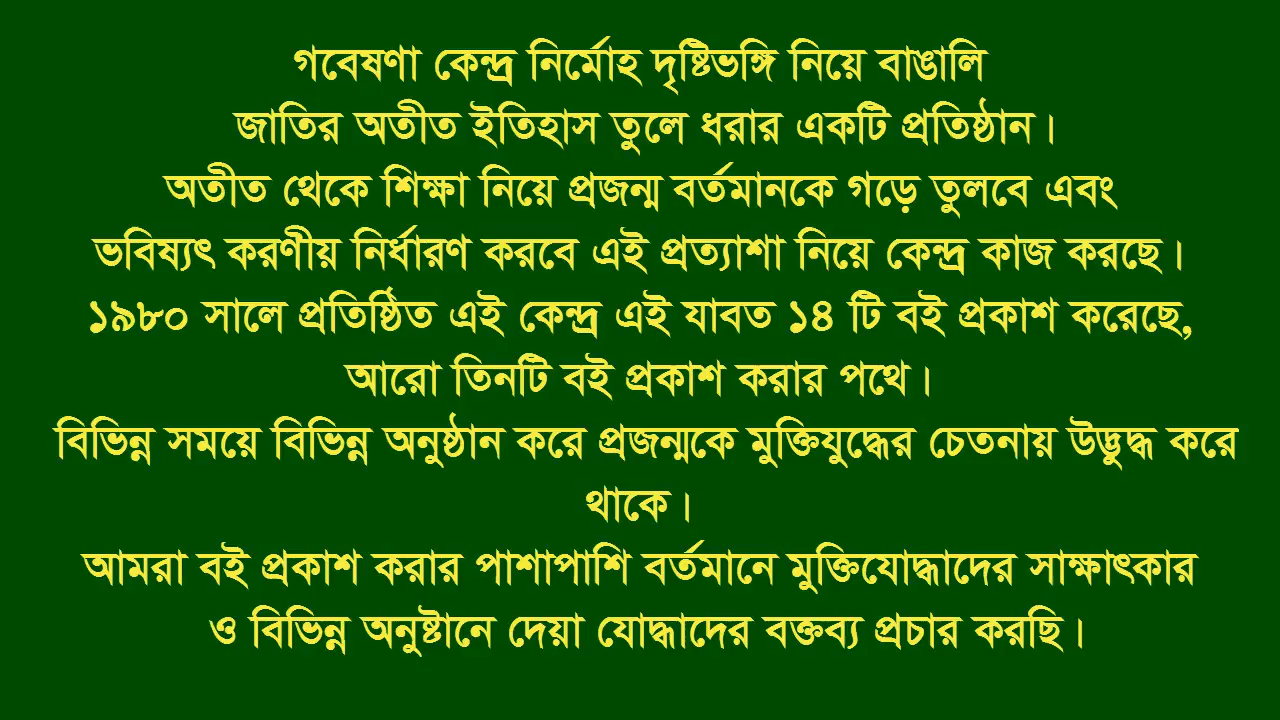 গবেষণা কেন্দ্র নির্মোহ দৃষ্টিভঙ্গি নিয়ে বাঙালি
জাতির অতীত ইতিহাস তুলে ধরার একটি প্রতিষ্ঠান।
অতীত থেকে শিক্ষা নিয়ে প্রজন্ম বর্তমানকে গড়ে তুলবে এবং
ভবিষ্যৎ করণীয় নির্ধারণ করবে এই প্রত্যাশা নিয়ে কেন্দ্র কাজ করছে।
১৯৮০ সালে প্রতিষ্ঠিত এই কেন্দ্র এই যাবত ১৪ টি বই প্রকাশ করেছে,
আরো তিনটি বই প্রকাশ করার পথে।
বিভিন্ন সময়ে বিভিন্ন অনুষ্ঠান করে প্রজন্মকে মুক্তিযুদ্ধের চেতনায় উদ্ভুদ্ধ করে
থাকে।
আমরা বই প্রকাশ করার পাশাপাশি বর্তমানে মুক্তিযোদ্ধাদের সাক্ষাৎকার
ও বিভিন্ন অনুষ্টানে দেয়া যোদ্ধাদের বক্তব্য প্রচার করছি।